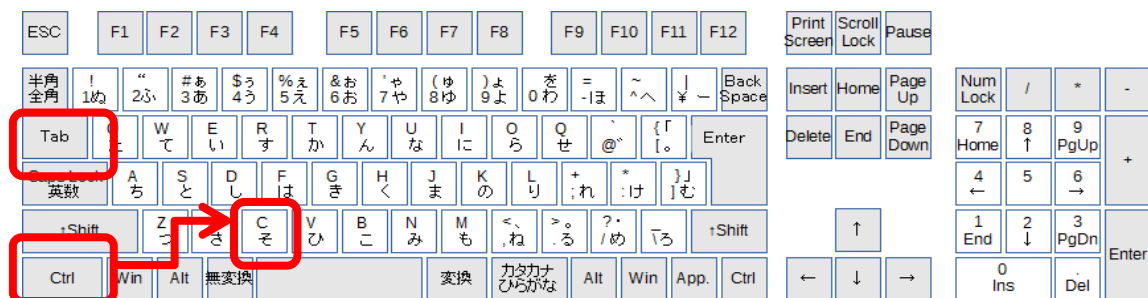 ESC F1 F2 F3 F4 F5 F6 F7 F8 F9 F10 F11 F12 Print Screen Scroll Lock Pause
半角 全角 ! 1ぬ “ 2ふ #ぁ 3あ $ぅ 4う %ぇ 5え &ぉ 6お 'ゃ 7や (ゅ 8ゆ )ょ 9よ を 0わ = -ほ ~ ^へ | ¥ー Back Space Insert Home Page Up Num Lock / * -
Tab W て E い R す T か Y ん U な I に O ら Q せ ` @゛ {「 [。 Enter Delete End Page Down 7 Home 8 ↑ 9 PgUp +
Caps Lock 英数 A ち S と D し F は G き H く J ま K の L り + ;れ * :け }」 ]む 4 ← 5 6 →
↑Shift Z つ さ C そ V ひ B こ N み M も <、 ,ね >。 .る ?・ /め _ \ろ ↑Shift ↑ 1 End 2 ↓ 3 PgDn Enter
Ctrl Win Alt 無変換 変換 カタカナ ひらがな Alt Win App. Ctrl ← ↓ → 0 Ins . Del